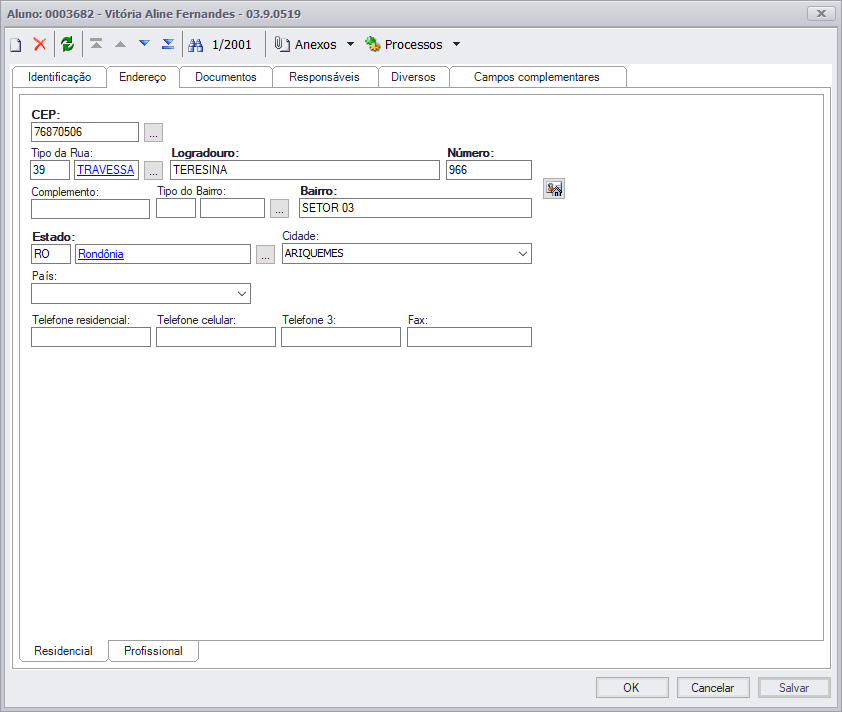 Aluno: 0003682 - Vitória Aline Fernandes - 03.9.0519
1/2001 Anexos Processos
Identificação Endereço Documentos Responsáveis Diversos Campos complementares
CEP:
76870506 ...
Tipo da Rua: Logradouro: Número:
39 TRAVESSA ... TERESINA 966
Complemento: Tipo do Bairro: Bairro:
... SETOR 03
Estado: Cidade:
RO Rondônia ... ARIQUEMES
País:
Telefone residencial: Telefone celular: Telefone 3: Fax:
Residencial Profissional
OK Cancelar Salvar